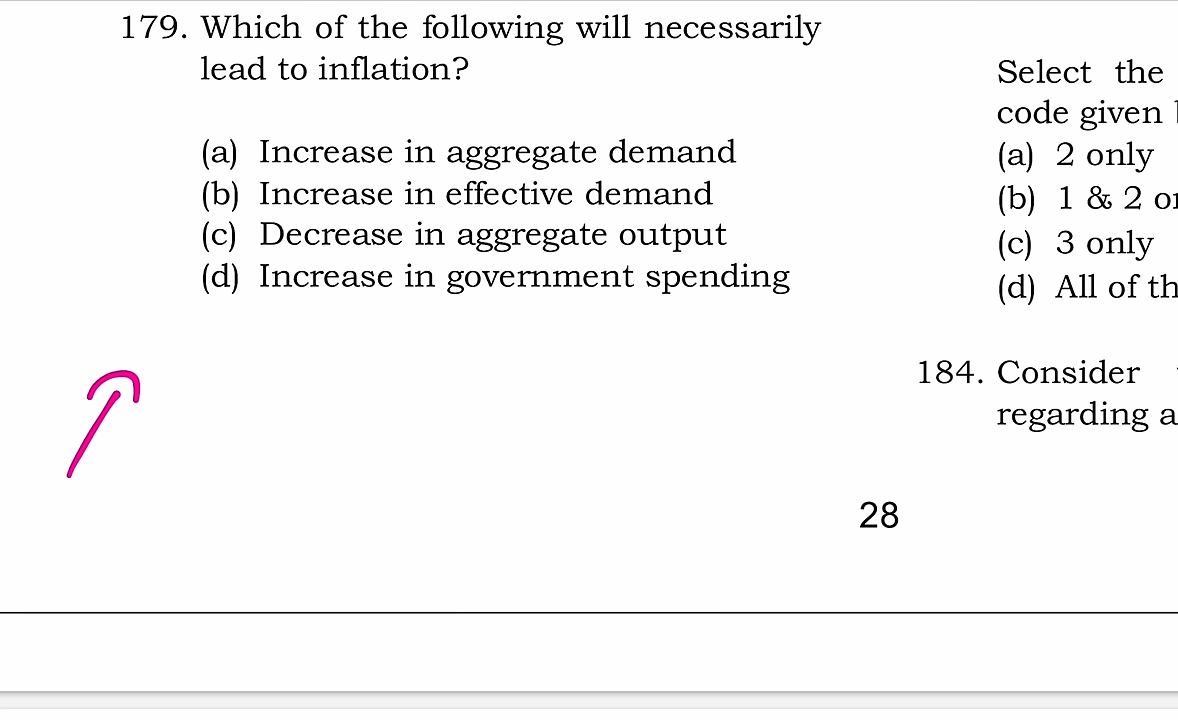 179. Which of the following will necessarily
lead to inflation?
(a) Increase in aggregate demand
(b) Increase in effective demand
(c) Decrease in aggregate output
(d) Increase in government spending
Select the
code given
(a) 2 only
(b) 1 & 2
(c) 3 only
(d) All of
184. Consider
regarding
28